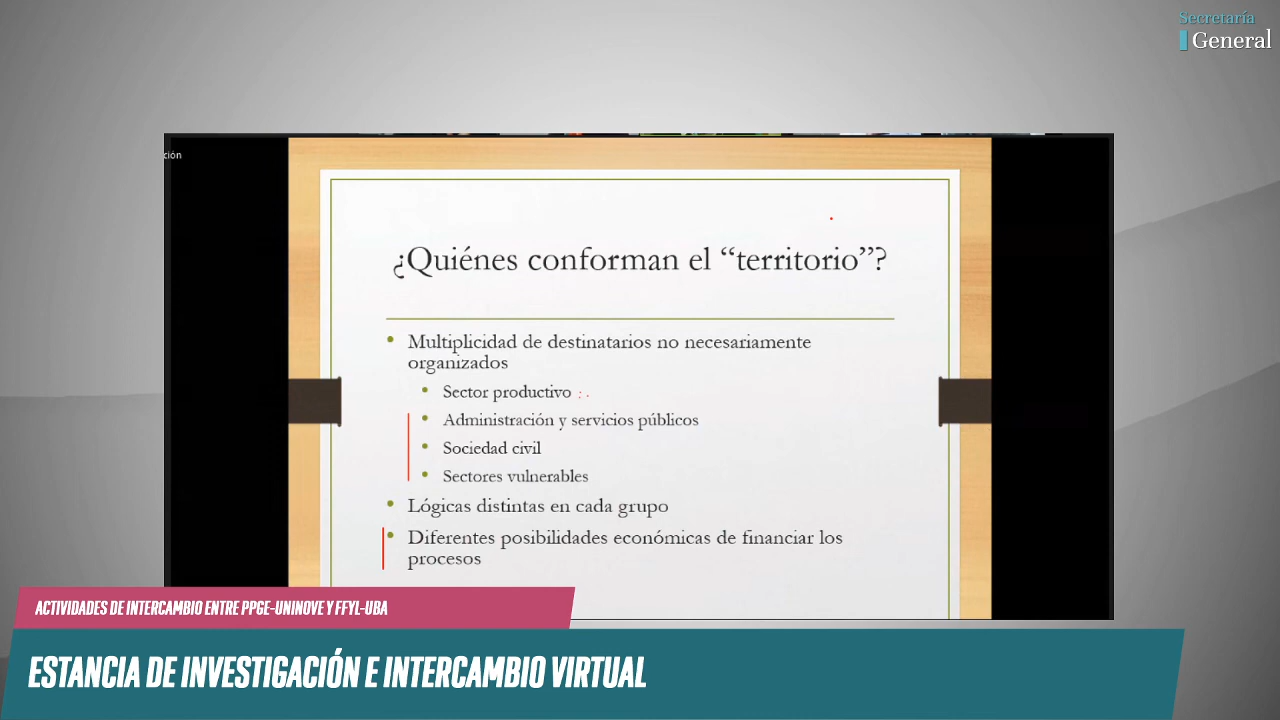 Secretaría
General
ción
¿Quiénes conforman el “territorio”?
• Multiplicidad de destinatarios no necesariamente
organizados
• Sector productivo
• Administración y servicios públicos
• Sociedad civil
• Sectores vulnerables
• Lógicas distintas en cada grupo
• Diferentes posibilidades económicas de financiar los
procesos
ACTIVIDADES DE INTERCAMBIO ENTRE PPGE-UNINOVE Y FFYL-UBA
ESTANCIA DE INVESTIGACIÓN E INTERCAMBIO VIRTUAL